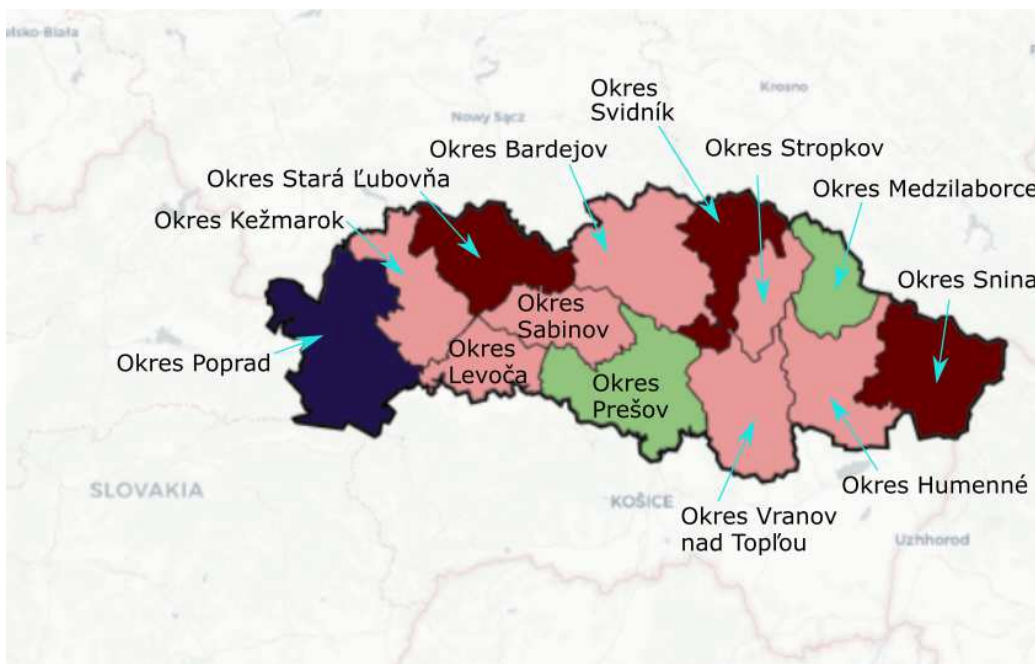 Krosno
Nowy Sącz
Okres
Svidník
Okres Bardejov
Okres Stropkov
Okres Stará Ľubovňa
Okres Medzilaborce
Okres Kežmarok
Okres Snina
Okres
Sabinov
Okres Poprad
Okres
Levoča
Okres
Prešov
SLOVAKIA
KOŠICE
Okres Humenné
Okres Vranov
nad Topľou
Uzhhorod